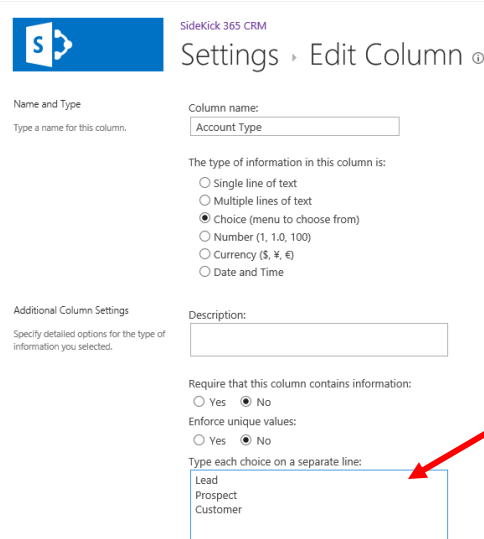 SideKick 365 CRM
S
Settings › Edit Column
Name and Type
Type a name for this column.
Column name:
Account Type
The type of information in this column is:
Single line of text
Multiple lines of text
Choice (menu to choose from)
Number (1, 1.0, 100)
Currency ($, ¥, €)
Date and Time
Additional Column Settings
Specify detailed options for the type of
information you selected.
Description:
Require that this column contains information:
Yes No
Enforce unique values:
Yes No
Type each choice on a separate line:
Lead
Prospect
Customer